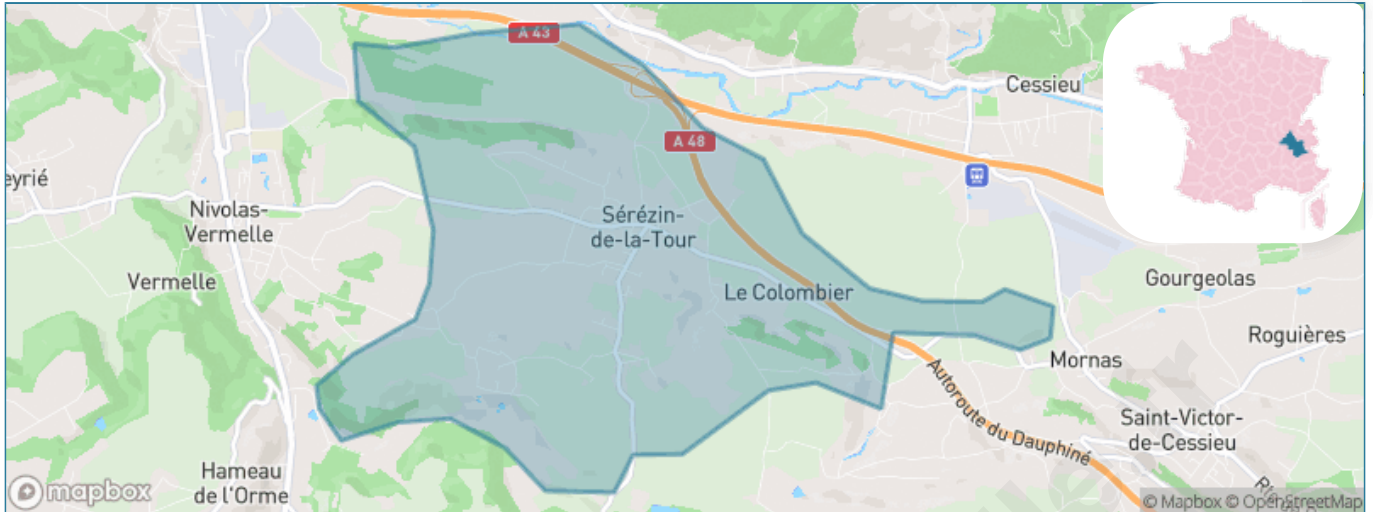 A 43
Cessieu
A 48
eyrié
Nivolas-
Vermelle
Sérézin-
de-la-Tour
Vermelle
Le Colombier
Gourgeolas
Roguières
Mornas
Autoroute du Dauphiné
Saint-Victor-
de-Cessieu
Hameau
de l'Orme
mapbox
© Mapbox © OpenStreetMap